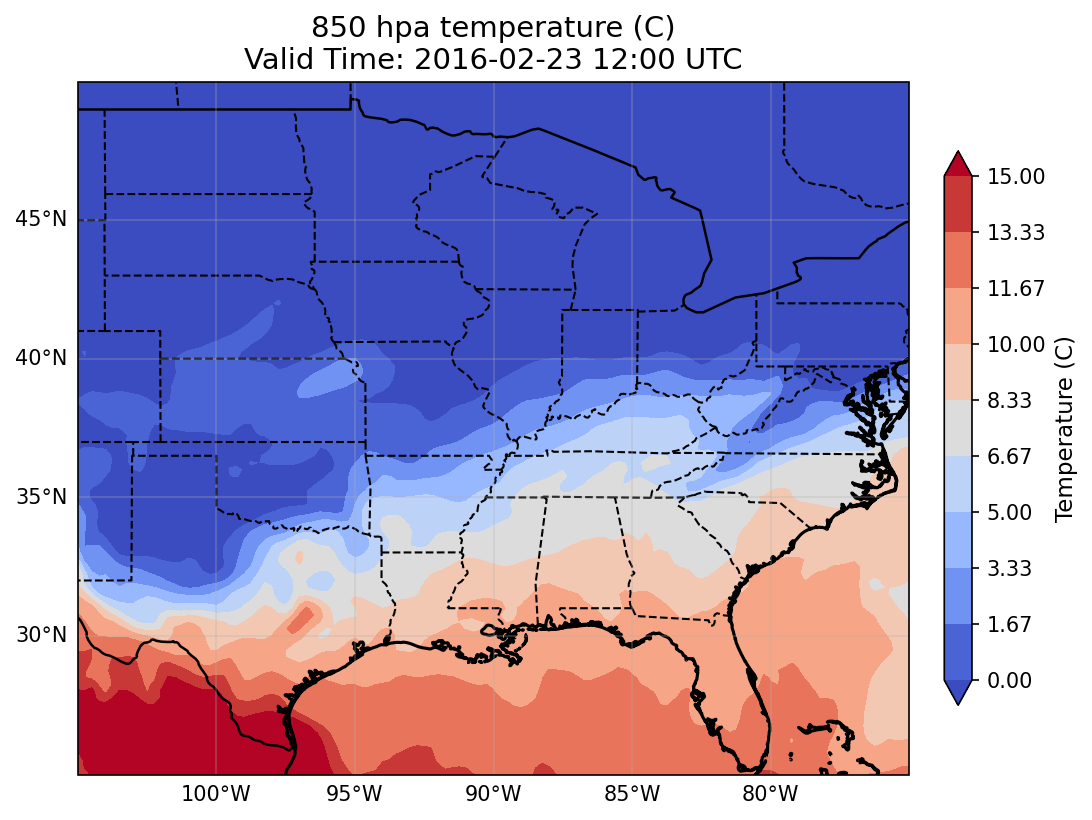 850 hpa temperature (C)
Valid Time: 2016-02-23 12:00 UTC
45°N
40°N
35°N
30°N
100°W
95°W
90°W
85°W
80°W
15.00
13.33
11.67
10.00
8.33
6.67
5.00
3.33
1.67
0.00
Temperature (C)